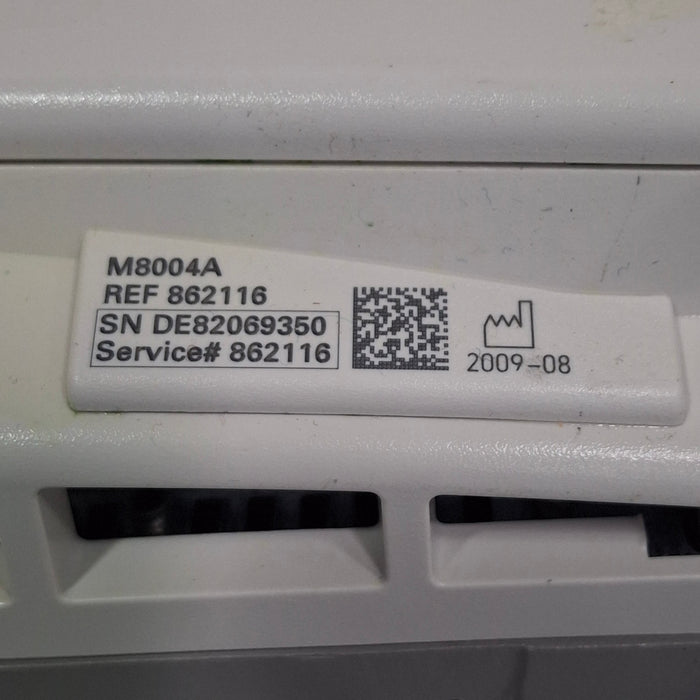 M8004A
REF 862116
SN DE82069350
Service# 862116
2009-08